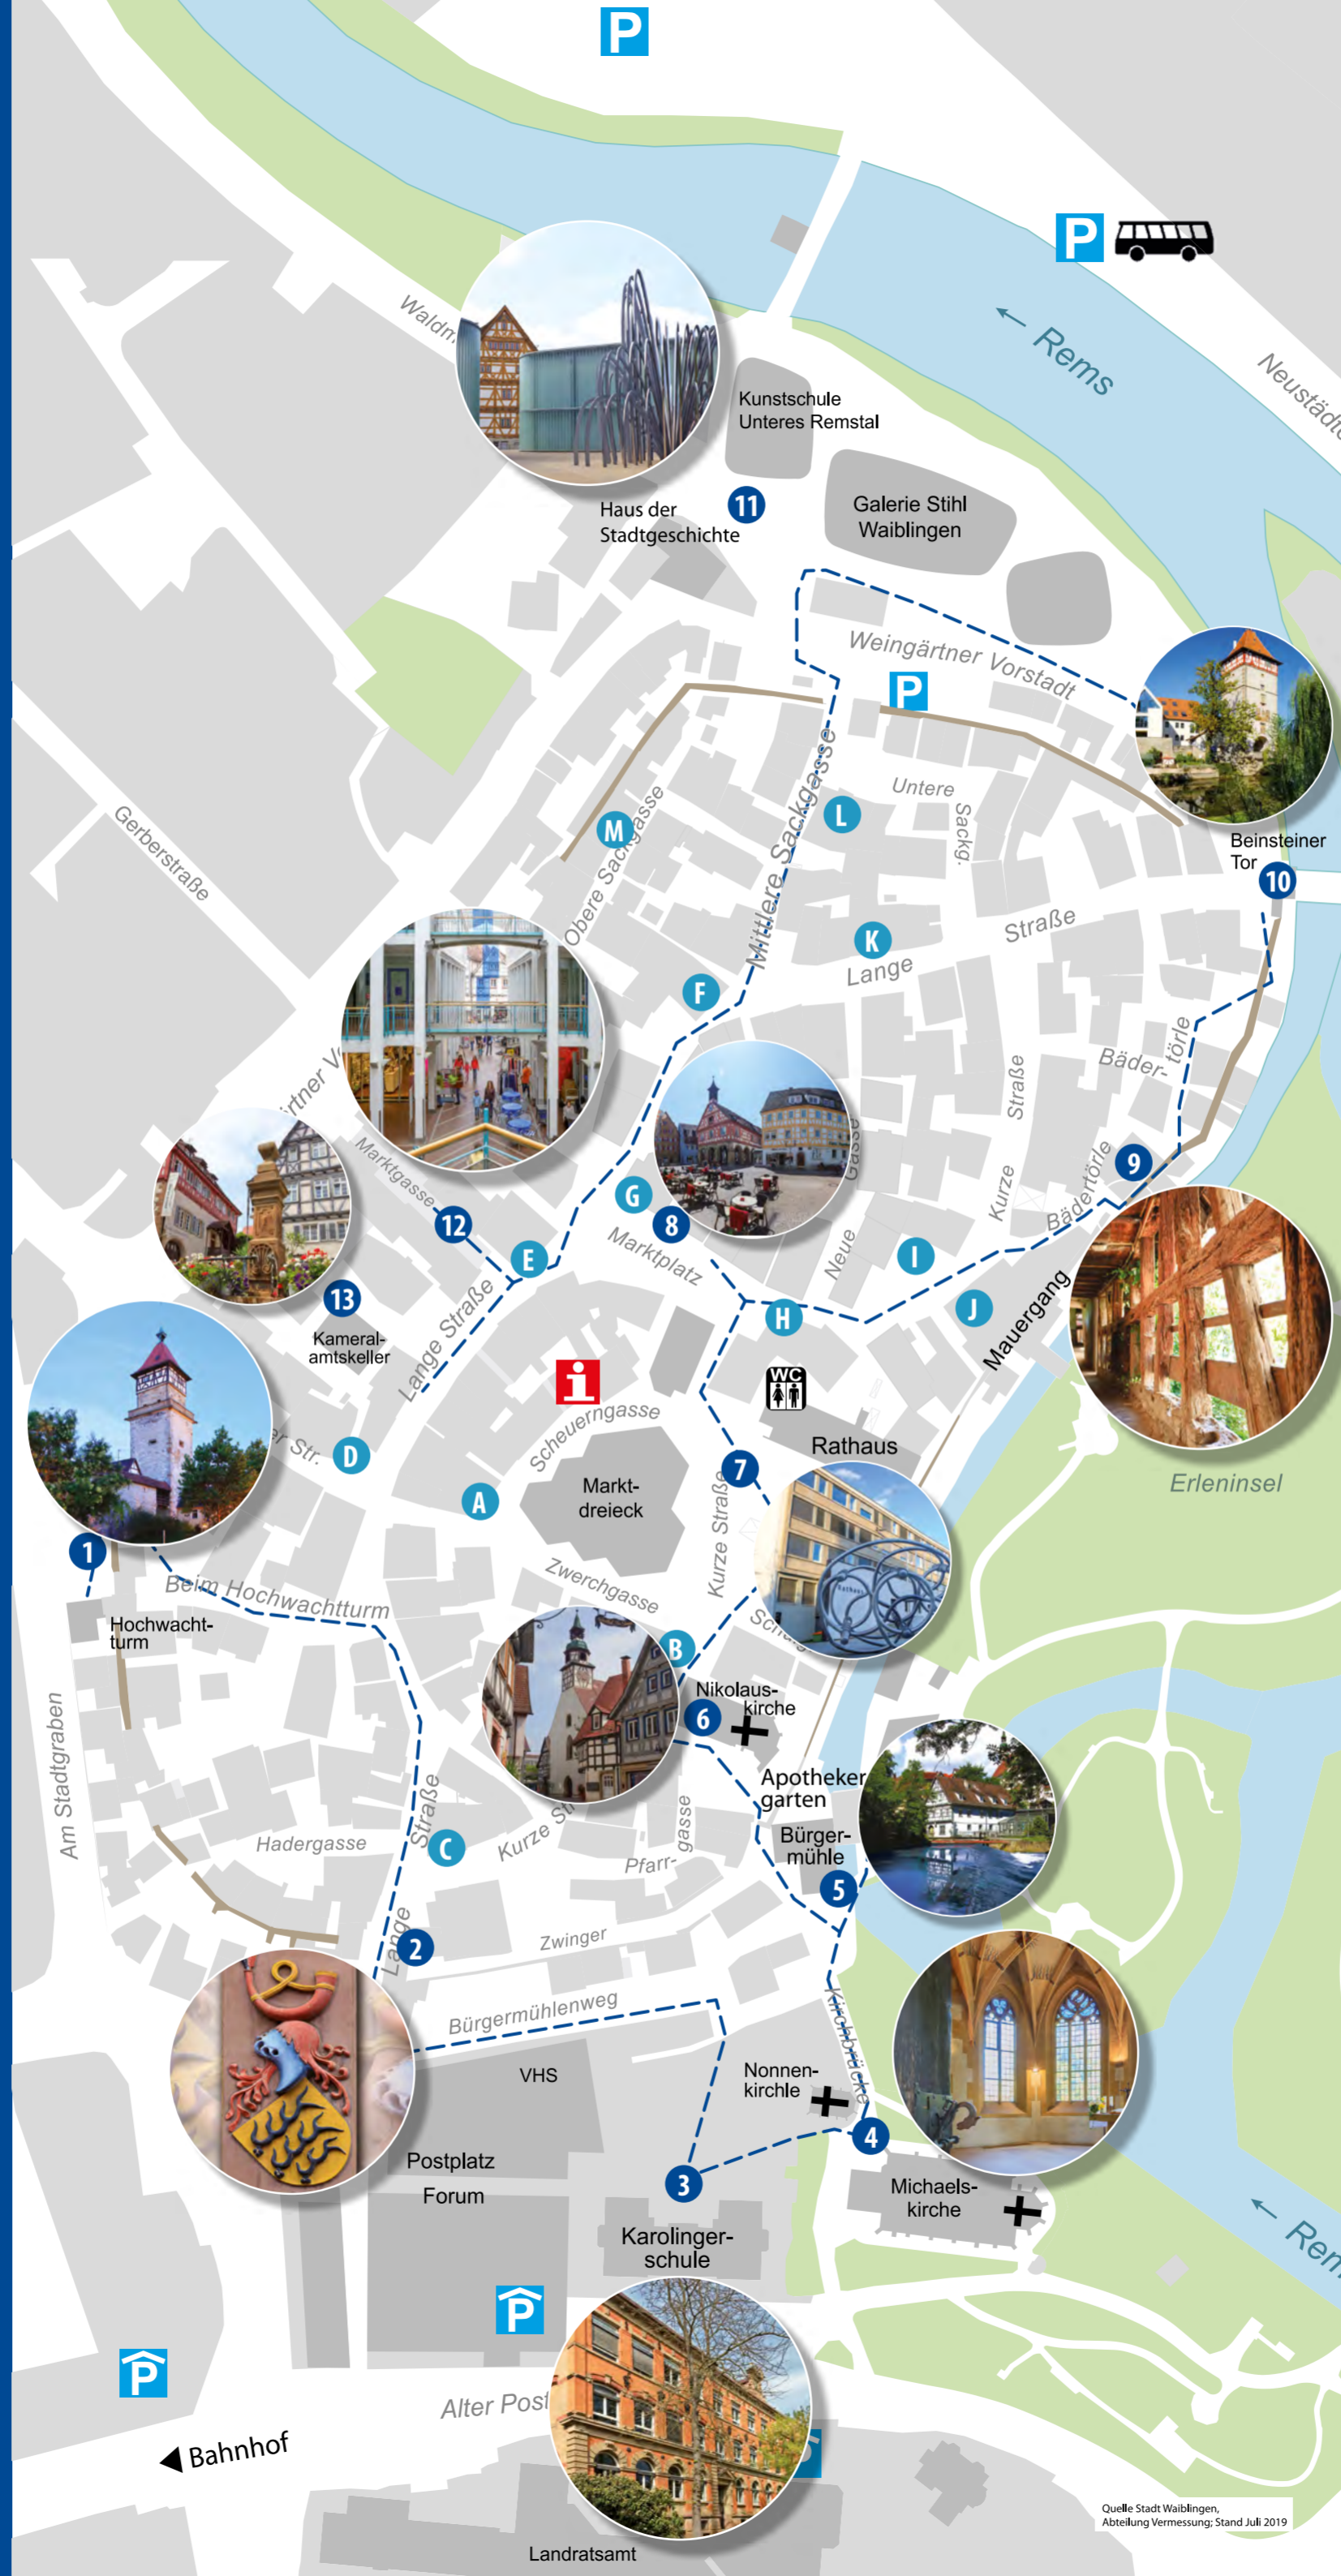 P
P
← Rems
Kunstschule
Unteres Remstal
11
Haus der
Stadtgeschichte
Galerie Stihl
Waiblingen
Weingärtner Vorstadt
P
Untere
Sackg.
L
M
Obere Sackgasse
Mittlere Sackgasse
Gerberstraße
Beinsteiner
Tor
10
K
Lange
Straße
F
Bäder-
törle
Straße
Kurze
Bädertörle
9
Marktgasse
12
G
8
Marktplatz
E
Neue
Gasse
I
13
Kameral-
amtskeller
Lange Straße
H
J
Mauergang
i
WC
Scheuerngasse
Rathaus
Erleninsel
D
A
Markt-
dreieck
7
Kurze Straße
1
Beim Hochwachtturm
Hochwacht-
turm
Zwerchgasse
B
Nikolaus-
kirche
6
Am Stadtgraben
Apotheker
garten
Bürger-
mühle
5
Hadergasse
Straße
C
Kurze
Pfarr-
gasse
Lange
2
Zwinger
Bürgermühlenweg
Kirchbrücke
VHS
Nonnen-
kirchle
4
Postplatz
Forum
3
Michaels-
kirche
Karolinger-
schule
P
P
Bahnhof
Landratsamt
Quelle Stadt Waiblingen,
Abteilung Vermessung; Stand Juli 2019